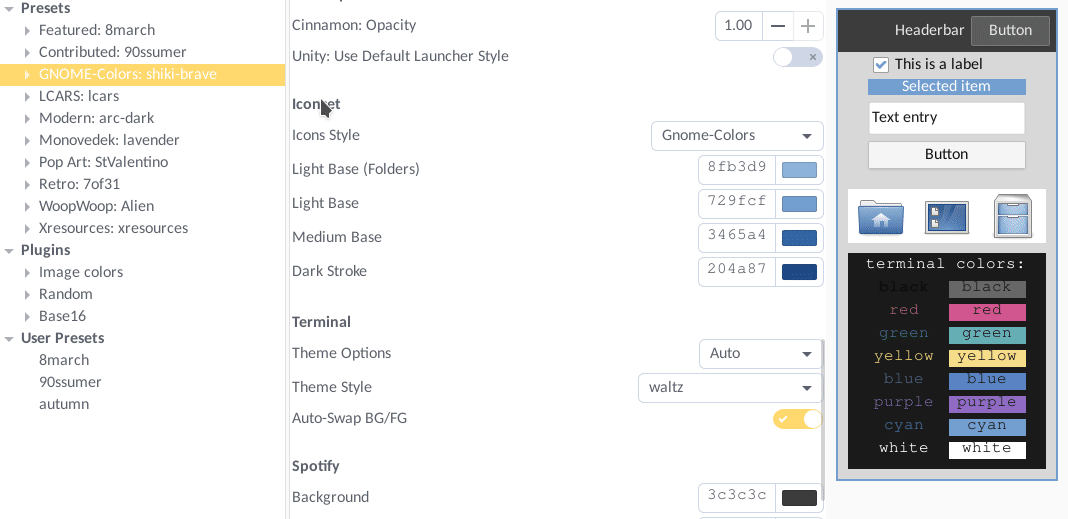 Presets
Featured: 8march
Contributed: 90ssumer
GNOME-Colors: shikI-brave
LCARS: lcars
Modern: arc-dark
Monovedek: lavender
Pop Art: StValentino
Retro: 7of31
WoopWoop: Alien
Xresources: xresources
Plugins
Image colors
Random
Base16
User Presets
8march
90ssumer
autumn
Cinnamon: Opacity
1.00
Unity: Use Default Launcher Style
Icons Style
Gnome-Colors
Light Base (Folders)
8fb3d9
Light Base
729fcf
Medium Base
3465a4
Dark Stroke
204a87
Terminal
Theme Options
Auto
Theme Style
waltz
Auto-Swap BG/FG
Spotify
Background
3c3c3c
Headerbar
Button
This is a label
Selected item
Text entry
Button
terminal colors:
black black
red red
green green
yellow yellow
blue blue
purple purple
cyan cyan
white white